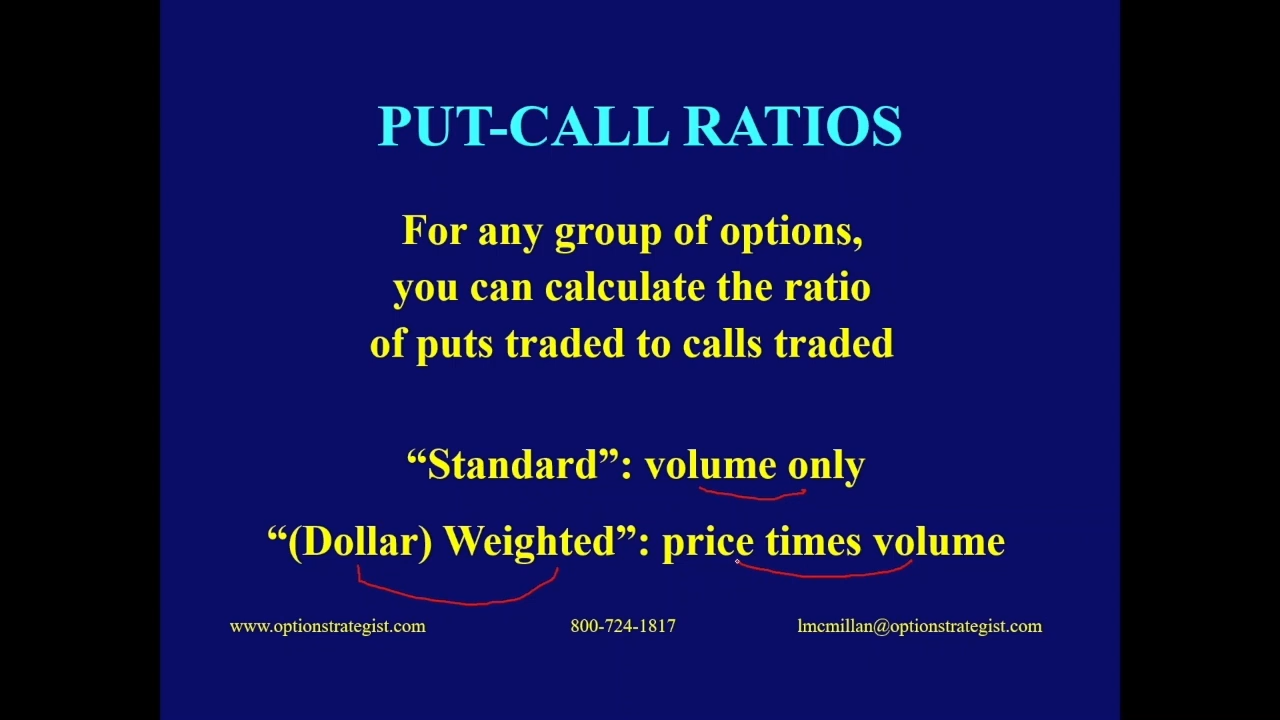 PUT-CALL RATIOS
For any group of options,
you can calculate the ratio
of puts traded to calls traded
“Standard”: volume only
“(Dollar) Weighted”: price times volume
www.optionstrategist.com 800-724-1817 lmcmillan@optionstrategist.com